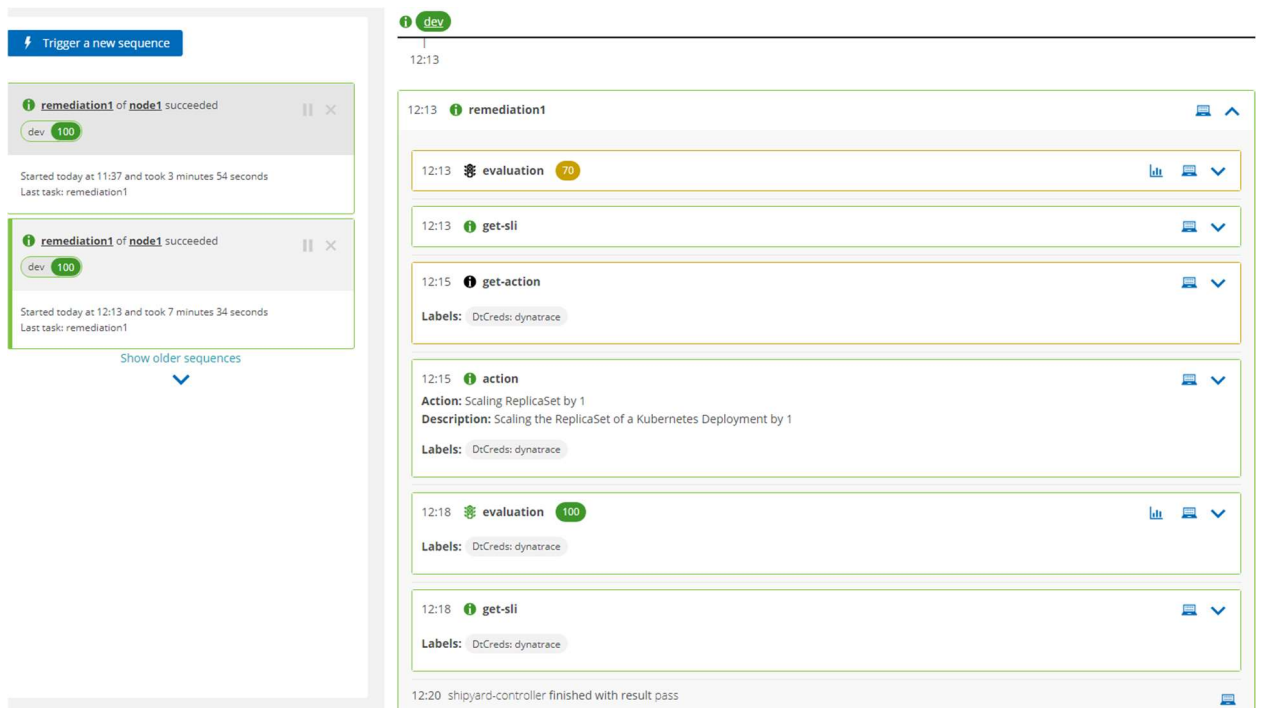 Trigger a new sequence
remediation1 of node1 succeeded
dev 100
Started today at 11:37 and took 3 minutes 54 seconds
Last task: remediation1
remediation1 of node1 succeeded
dev 100
Started today at 12:13 and took 7 minutes 34 seconds
Last task: remediation1
Show older sequences
dev
12:13
12:13 remediation1
12:13 evaluation 70
12:13 get-sli
12:15 get-action
Labels: DtCreds: dynatrace
12:15 action
Action: Scaling ReplicaSet by 1
Description: Scaling the ReplicaSet of a Kubernetes Deployment by 1
Labels: DtCreds: dynatrace
12:18 evaluation 100
Labels: DtCreds: dynatrace
12:18 get-sli
Labels: DtCreds: dynatrace
12:20 shipyard-controller finished with result pass